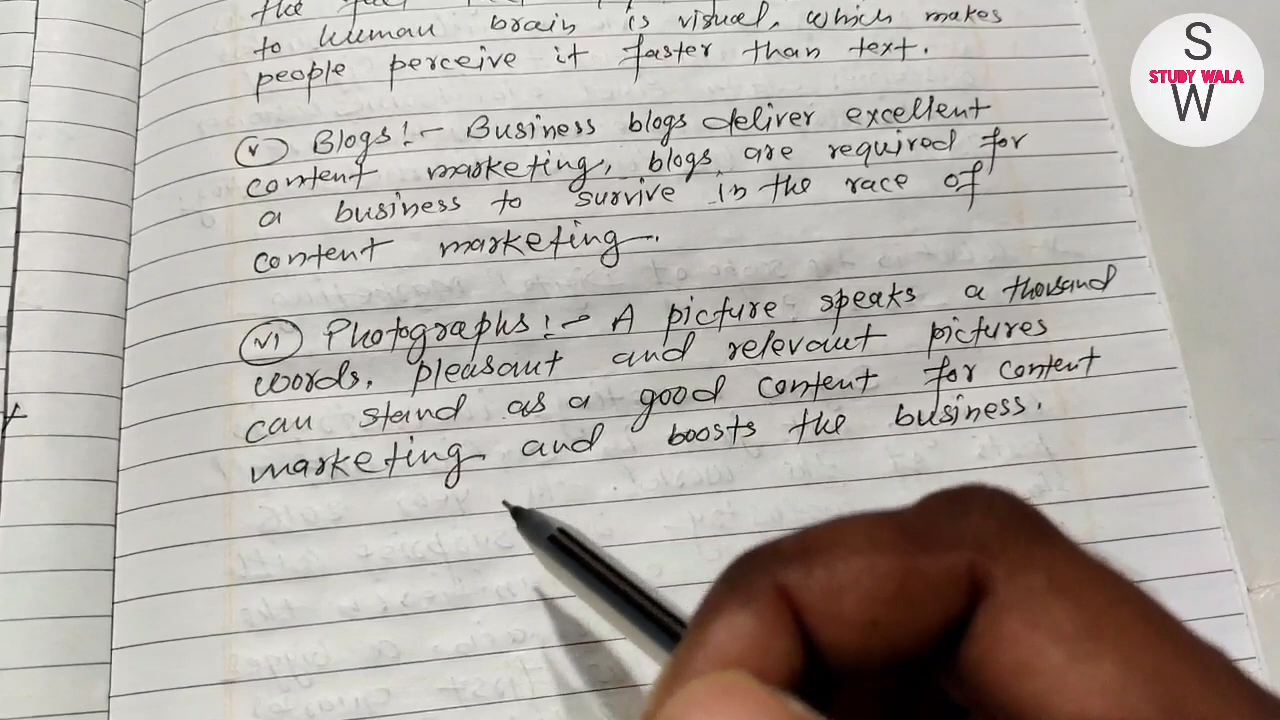 the
to human brain is visual, which makes
people perceive it faster than text.
(v) Blogs:- Business blogs deliver excellent
content marketing, blogs are required for
a business to survive in the race of
content marketing.
(vi) Photographs:- A picture speaks a thousand
words, pleasant and relevant pictures
can stand as a good content for content
marketing and boosts the business.
S
STUDY WALA
W